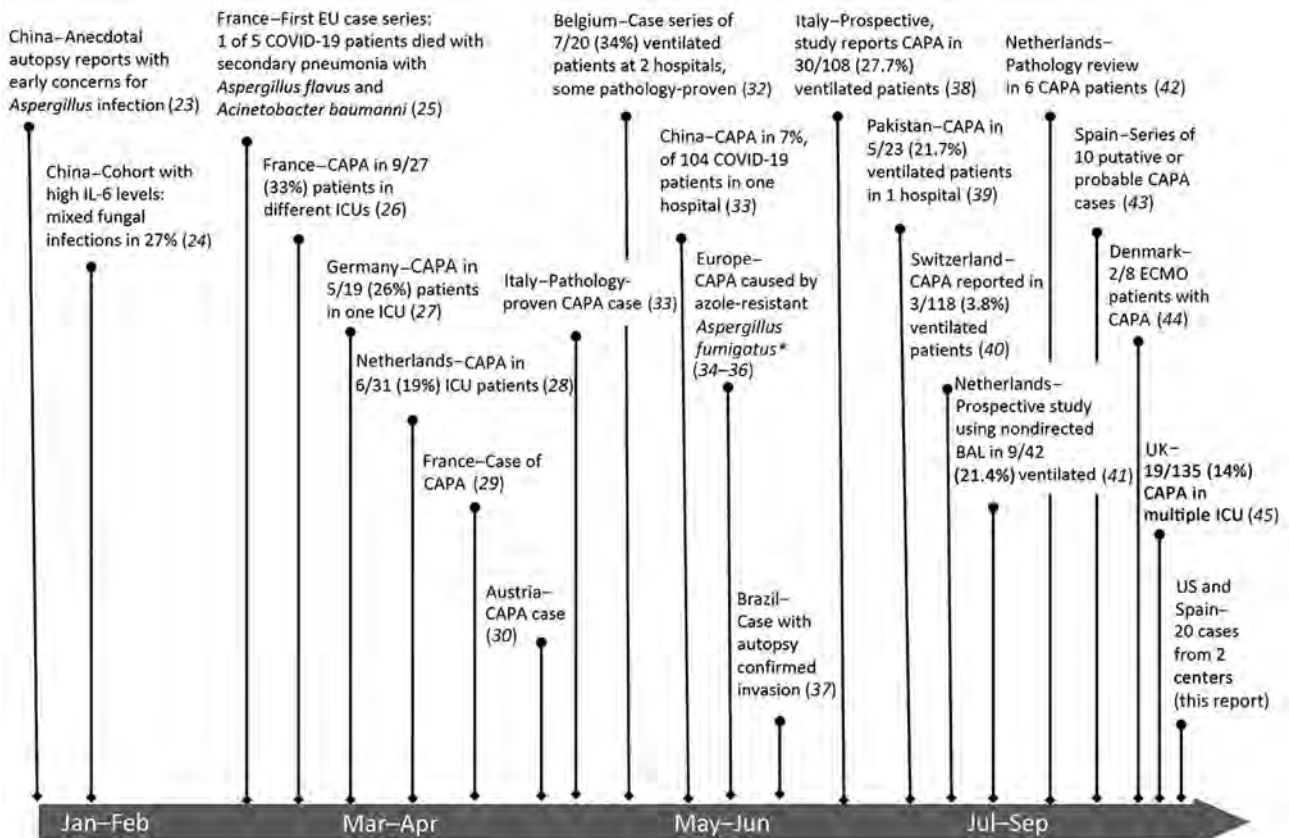 China–Anecdotal
autopsy reports with
early concerns for
Aspergillus infection (23)
China–Cohort with
high IL-6 levels:
mixed fungal
infections in 27% (24)
France–First EU case series:
1 of 5 COVID-19 patients died with
secondary pneumonia with
Aspergillus flavus and
Acinetobacter baumanni (25)
France–CAPA in 9/27
(33%) patients in
different ICUs (26)
Germany–CAPA in
5/19 (26%) patients
in one ICU (27)
Netherlands–CAPA in
6/31 (19%) ICU patients (28)
France–Case of
CAPA (29)
Austria–
CAPA case
(30)
Italy–Pathology-
proven CAPA case (33)
Belgium–Case series of
7/20 (34%) ventilated
patients at 2 hospitals,
some pathology-proven (32)
China–CAPA in 7%,
of 104 COVID-19
patients in one
hospital (33)
Europe–
CAPA caused by
azole-resistant
Aspergillus
fumigatus*
(34–36)
Brazil–
Case with
autopsy
confirmed
invasion (37)
Italy–Prospective,
study reports CAPA in
30/108 (27.7%)
ventilated patients (38)
Pakistan–CAPA in
5/23 (21.7%)
ventilated patients
in 1 hospital (39)
Switzerland–
CAPA reported in
3/118 (3.8%)
ventilated
patients (40)
Netherlands–
Prospective study
using nondirected
BAL in 9/42
(21.4%) ventilated (41)
Netherlands–
Pathology review
in 6 CAPA patients (42)
Spain–Series of
10 putative or
probable CAPA
cases (43)
Denmark–
2/8 ECMO
patients with
CAPA (44)
UK–
19/135 (14%)
CAPA in
multiple ICU (45)
US and
Spain–
20 cases
from 2
centers
(this report)
Jan–Feb
Mar–Apr
May–Jun
Jul–Sep